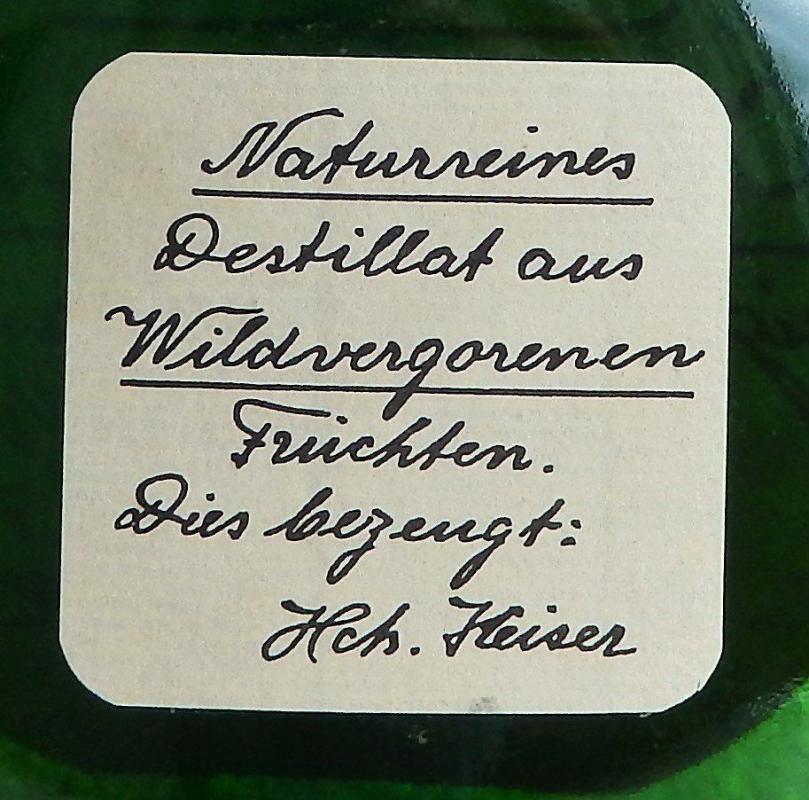 Naturreines
Destillat aus
Wildvergorenen
Früchten.
Dies bezeugt:
Hch. Heiser